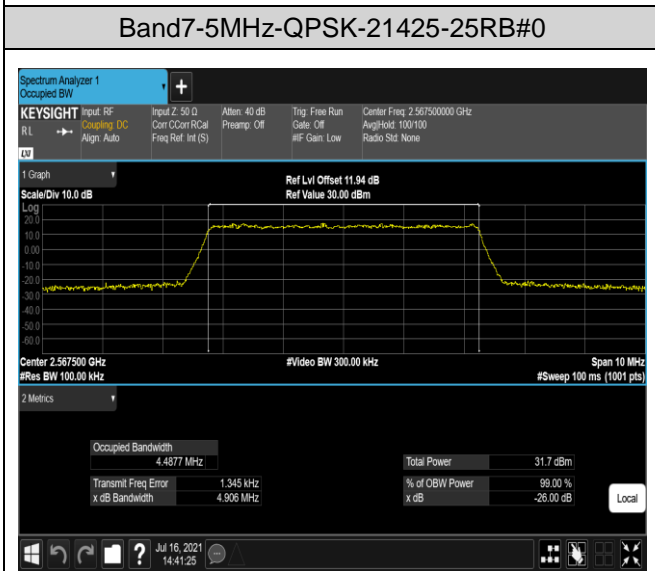 Band7-5MHz-QPSK-21425-25RB#0
Spectrum Analyzer 1
Occupied BW
+
KEYSIGHT Input: RF Input Z: 50 Ω Atten: 40 dB Trig: Free Run Center Freq: 2.567500000 GHz
RL Coupling: DC Corr CCorr RCal Preamp: Off Gate: Off Avg|Hold: 100/100
Align: Auto Freq Ref: Int (S) #IF Gain: Low Radio Std: None
LXI
1 Graph
Ref Lvl Offset 11.94 dB
Scale/Div 10.0 dB Ref Value 30.00 dBm
Log
20.0
10.0
0.00
-10.0
-20.0
-30.0
-40.0
-50.0
-60.0
Center 2.567500 GHz #Video BW 300.00 kHz Span 10 MHz
#Res BW 100.00 kHz #Sweep 100 ms (1001 pts)
2 Metrics
Occupied Bandwidth
4.4877 MHz Total Power 31.7 dBm
Transmit Freq Error 1.345 kHz % of OBW Power 99.00 %
x dB Bandwidth 4.906 MHz x dB -26.00 dB
Local
? Jul 16, 2021
14:41:25